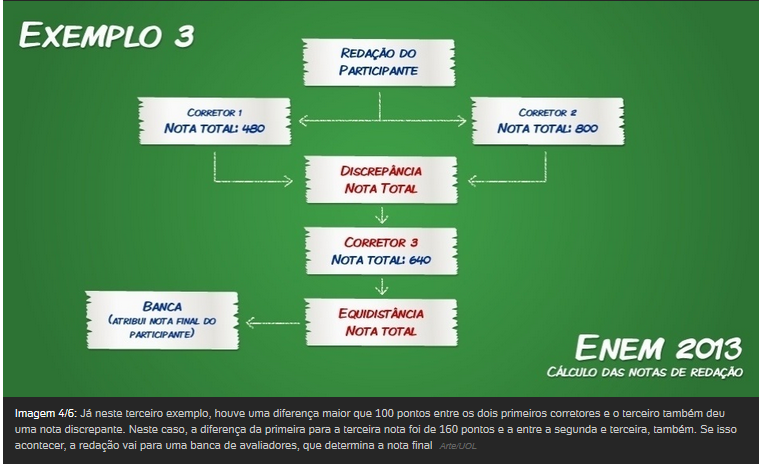 EXEMPLO 3
REDAÇÃO DO
PARTICIPANTE
CORRETOR 1
NOTA TOTAL: 480
CORRETOR 2
NOTA TOTAL: 800
DISCREPÂNCIA
NOTA TOTAL
CORRETOR 3
NOTA TOTAL: 640
EQUIDISTÂNCIA
NOTA TOTAL
BANCA
(ATRIBUI NOTA FINAL DO
PARTICIPANTE)
ENEM 2013
CÁLCULO DAS NOTAS DE REDAÇÃO
Imagem 4/6: Já neste terceiro exemplo, houve uma diferença maior que 100 pontos entre os dois primeiros corretores e o terceiro também deu
uma nota discrepante. Neste caso, a diferença da primeira para a terceira nota foi de 160 pontos e a entre a segunda e terceira, também. Se isso
acontecer, a redação vai para uma banca de avaliadores, que determina a nota final Arte/UOL